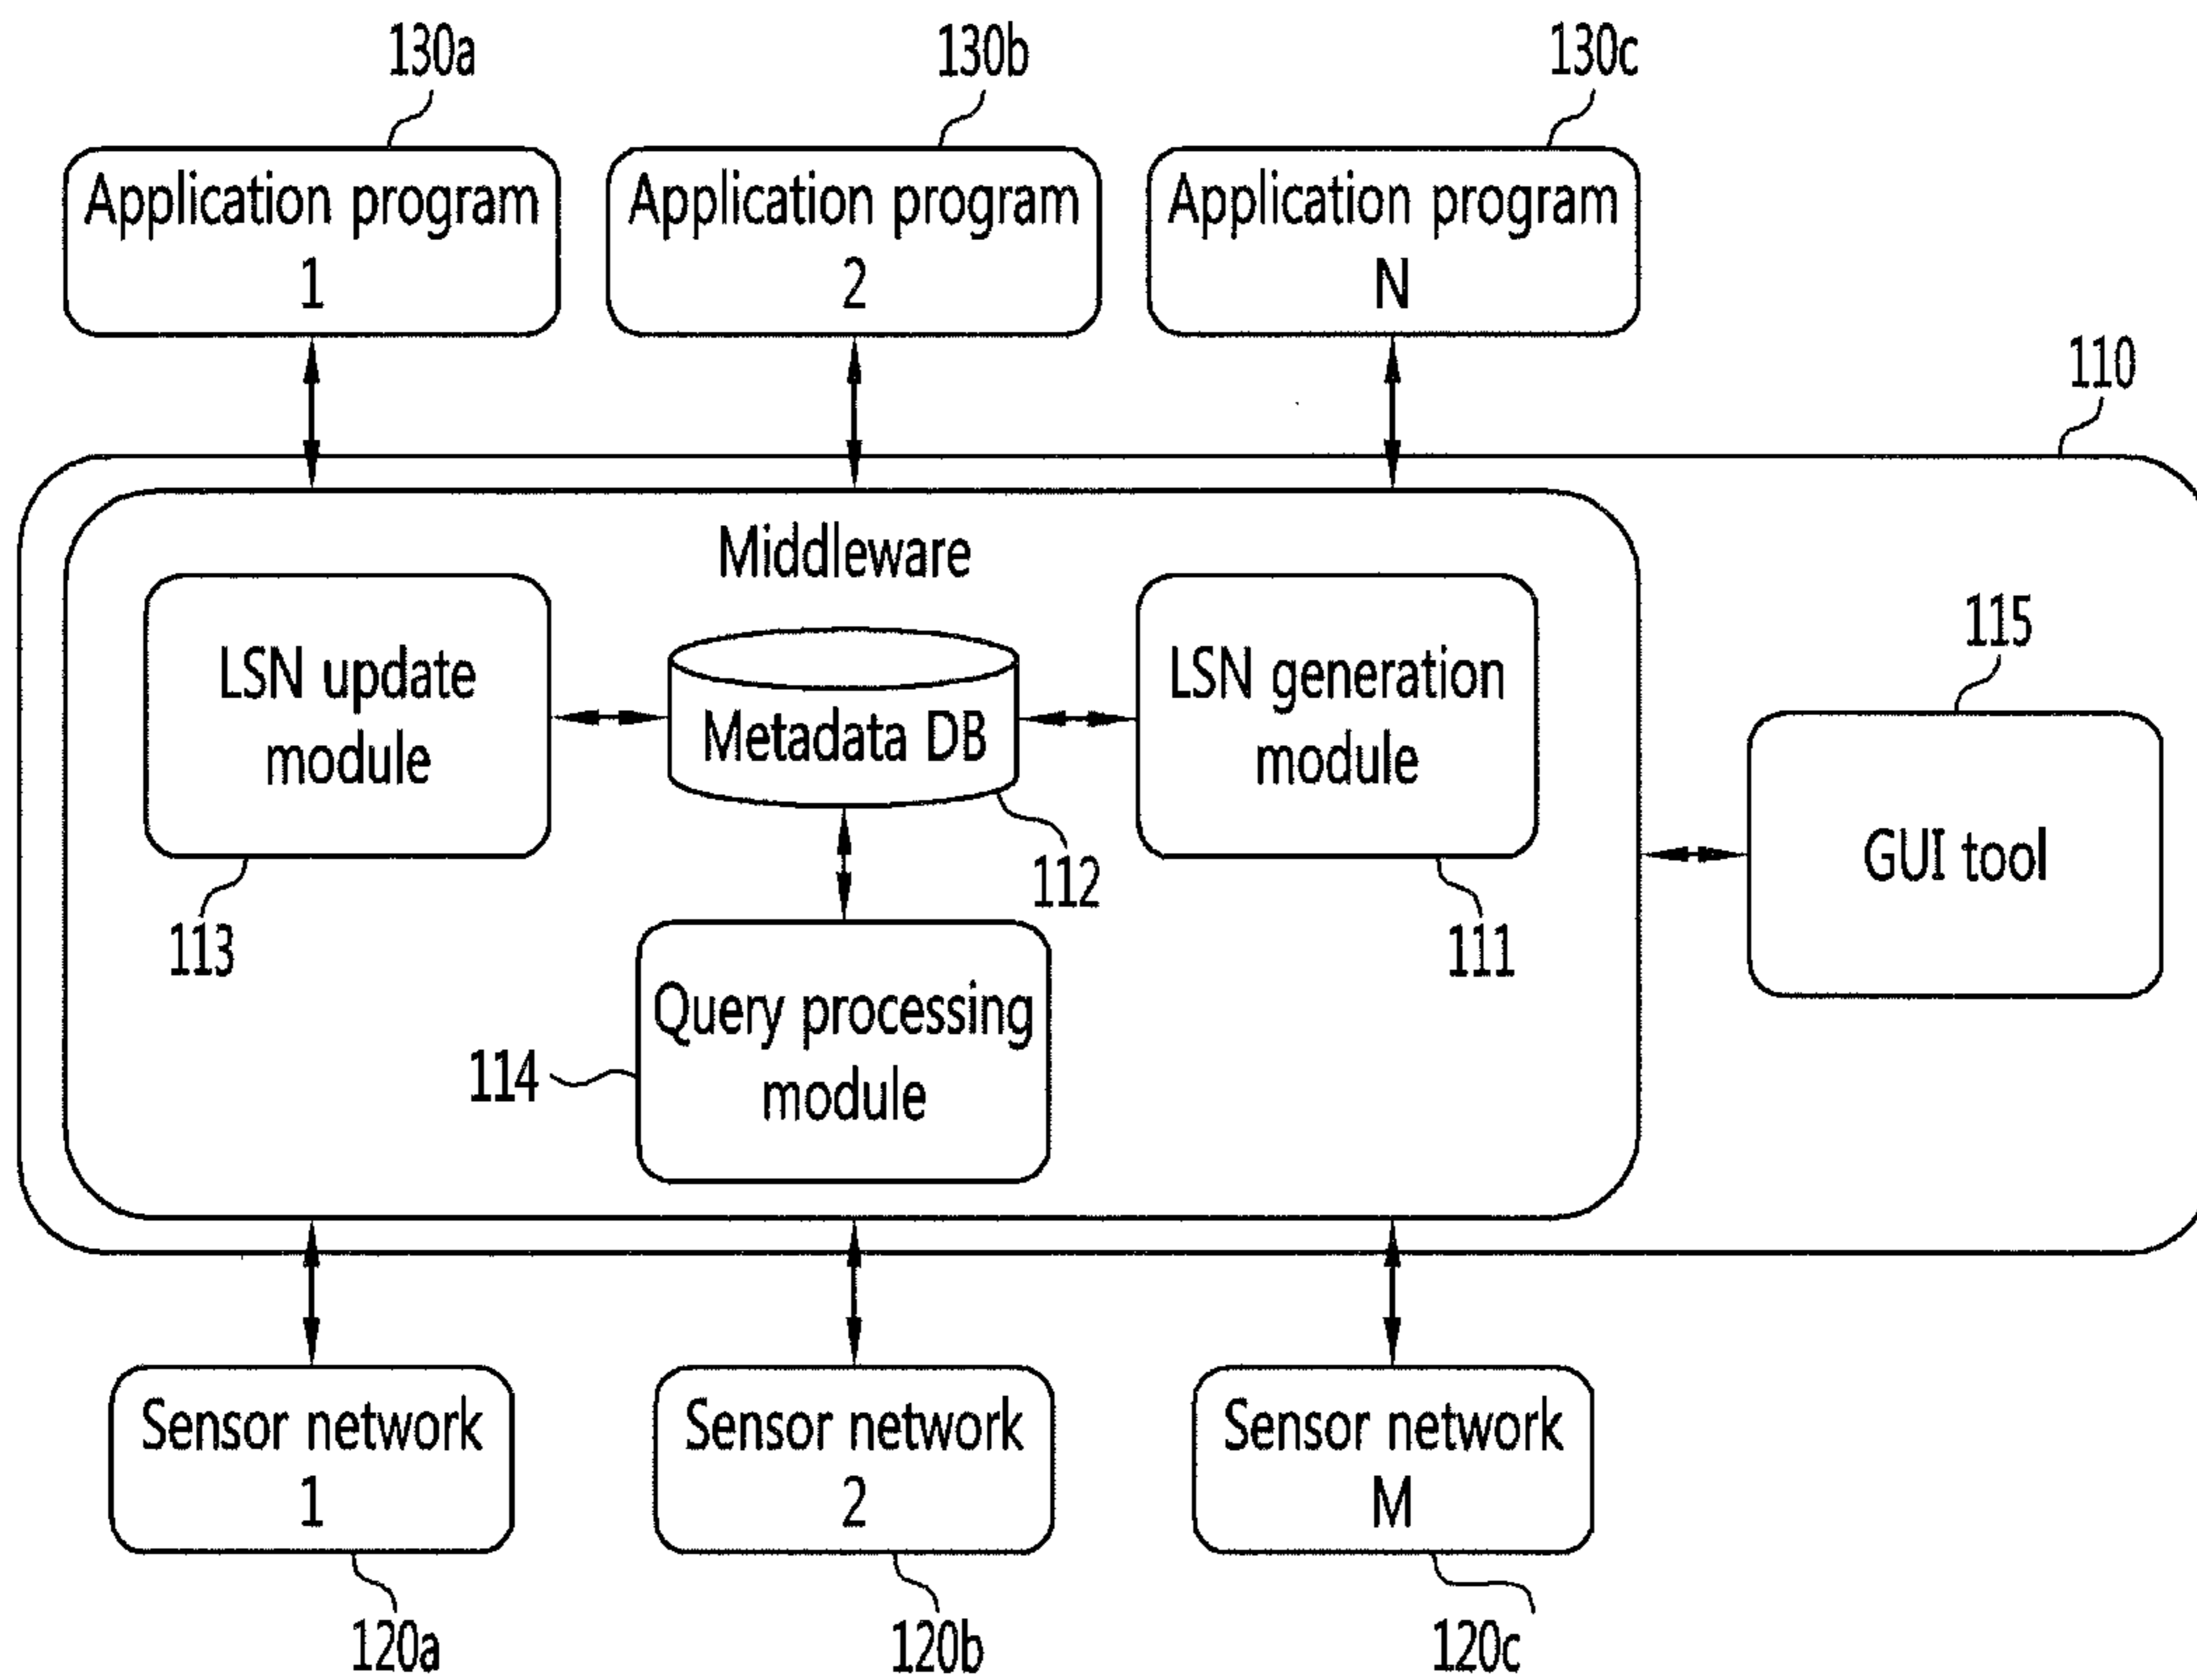 130a
130b
130c
Application program
1
Application program
2
Application program
N
110
Middleware
LSN update
module
Metadata DB
LSN generation
module
115
GUI tool
112
113
111
Query processing
module
114
Sensor network
1
Sensor network
2
Sensor network
M
120a
120b
120c